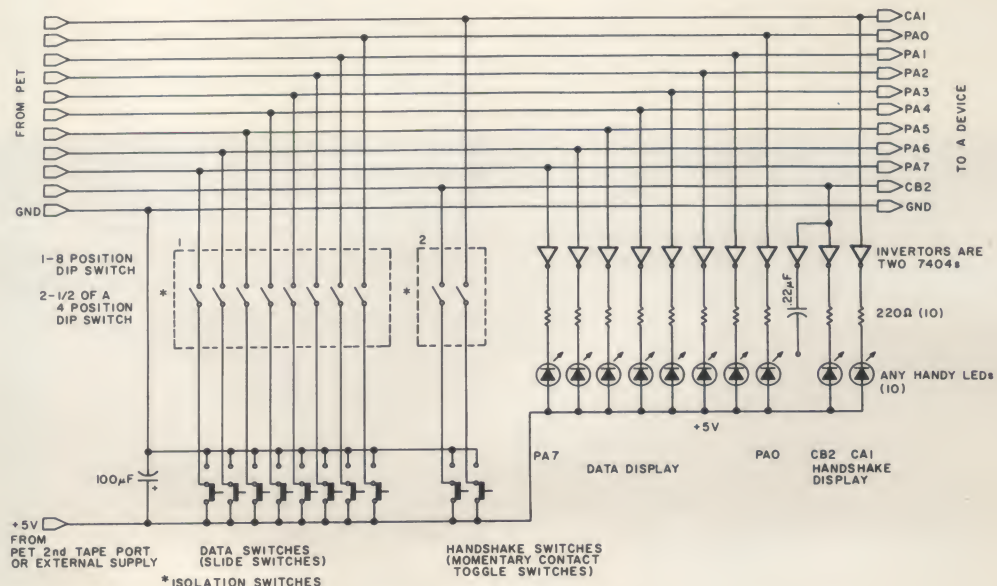 FROM PET
GND
CA1
PA0
PA1
PA2
PA3
PA4
PA5
PA6
PA7
CB2
GND
TO A DEVICE
1-8 POSITION
DIP SWITCH
2-1/2 OF A
4 POSITION
DIP SWITCH
*
1
*
2
INVERTORS ARE
TWO 7404s
.22µF
220Ω (10)
ANY HANDY LEDs
(10)
+5V
PA7
DATA DISPLAY
PA0
CB2 CA1
HANDSHAKE
DISPLAY
100µF
+
+5V
FROM
PET 2nd TAPE PORT
OR EXTERNAL SUPPLY
DATA SWITCHES
(SLIDE SWITCHES)
HANDSHAKE SWITCHES
(MOMENTARY CONTACT
TOGGLE SWITCHES)
*ISOLATION SWITCHES